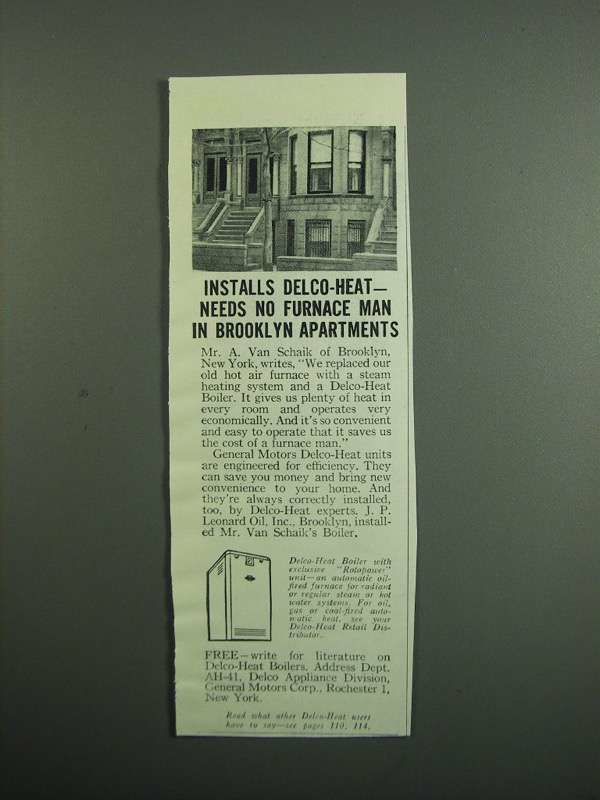 INSTALLS DELCO-HEAT—
NEEDS NO FURNACE MAN
IN BROOKLYN APARTMENTS
Mr. A. Van Schaik of Brooklyn,
New York, writes, "We replaced our
old hot air furnace with a steam
heating system and a Delco-Heat
Boiler. It gives us plenty of heat in
every room and operates very
economically. And it's so convenient
and easy to operate that it saves us
the cost of a furnace man."
General Motors Delco-Heat units
are engineered for efficiency. They
can save you money and bring new
convenience to your home. And
they're always correctly installed,
too, by Delco-Heat experts. J. P.
Leonard Oil, Inc., Brooklyn, install-
ed Mr. Van Schaik's Boiler.
Delco-Heat Boiler with
exclusive "Rotopower"
unit—an automatic oil-
fired furnace for radiant
or regular steam or hot
water systems. For oil,
gas or coal-fired auto-
matic heat, see your
Delco-Heat Retail Dis-
tributor.
FREE—write for literature on
Delco-Heat Boilers. Address Dept.
AH-41, Delco Appliance Division,
General Motors Corp., Rochester 1,
New York.
Read what other Delco-Heat users
have to say—see pages 110, 114.